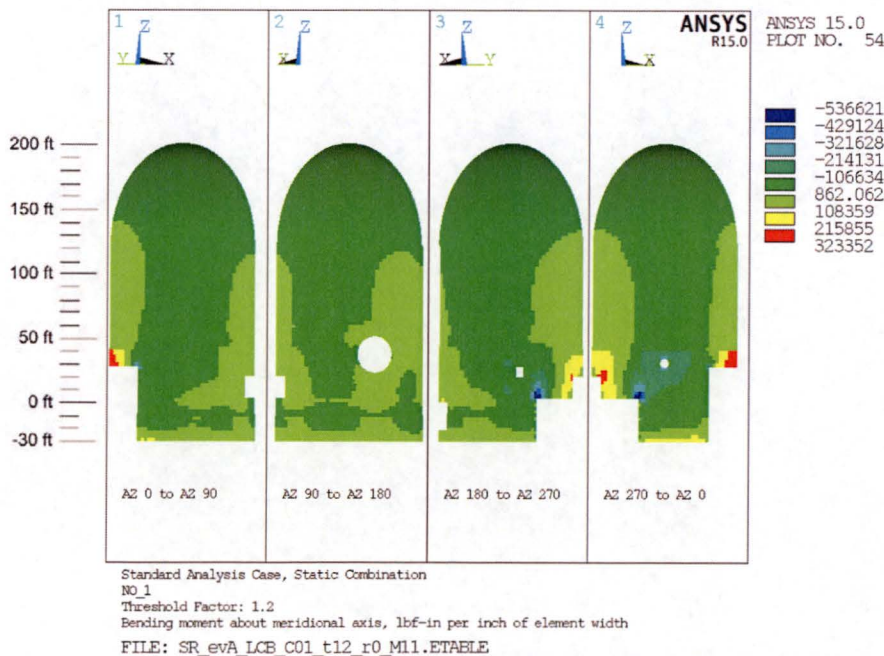 1
2
3
4
Z
Y
X
Z
X
Z
X
Y
Z
X
ANSYS
R15.0
ANSYS 15.0
PLOT NO. 54
-536621
-429124
-321628
-214131
-106634
862.062
108359
215855
323352
200 ft
150 ft
100 ft
50 ft
0 ft
-30 ft
AZ 0 to AZ 90
AZ 90 to AZ 180
AZ 180 to AZ 270
AZ 270 to AZ 0
Standard Analysis Case, Static Combination
NO_1
Threshold Factor: 1.2
Bending moment about meridional axis, lbf-in per inch of element width
FILE: SR_evA_LCB_C01_t12_r0_M11.ETABLE